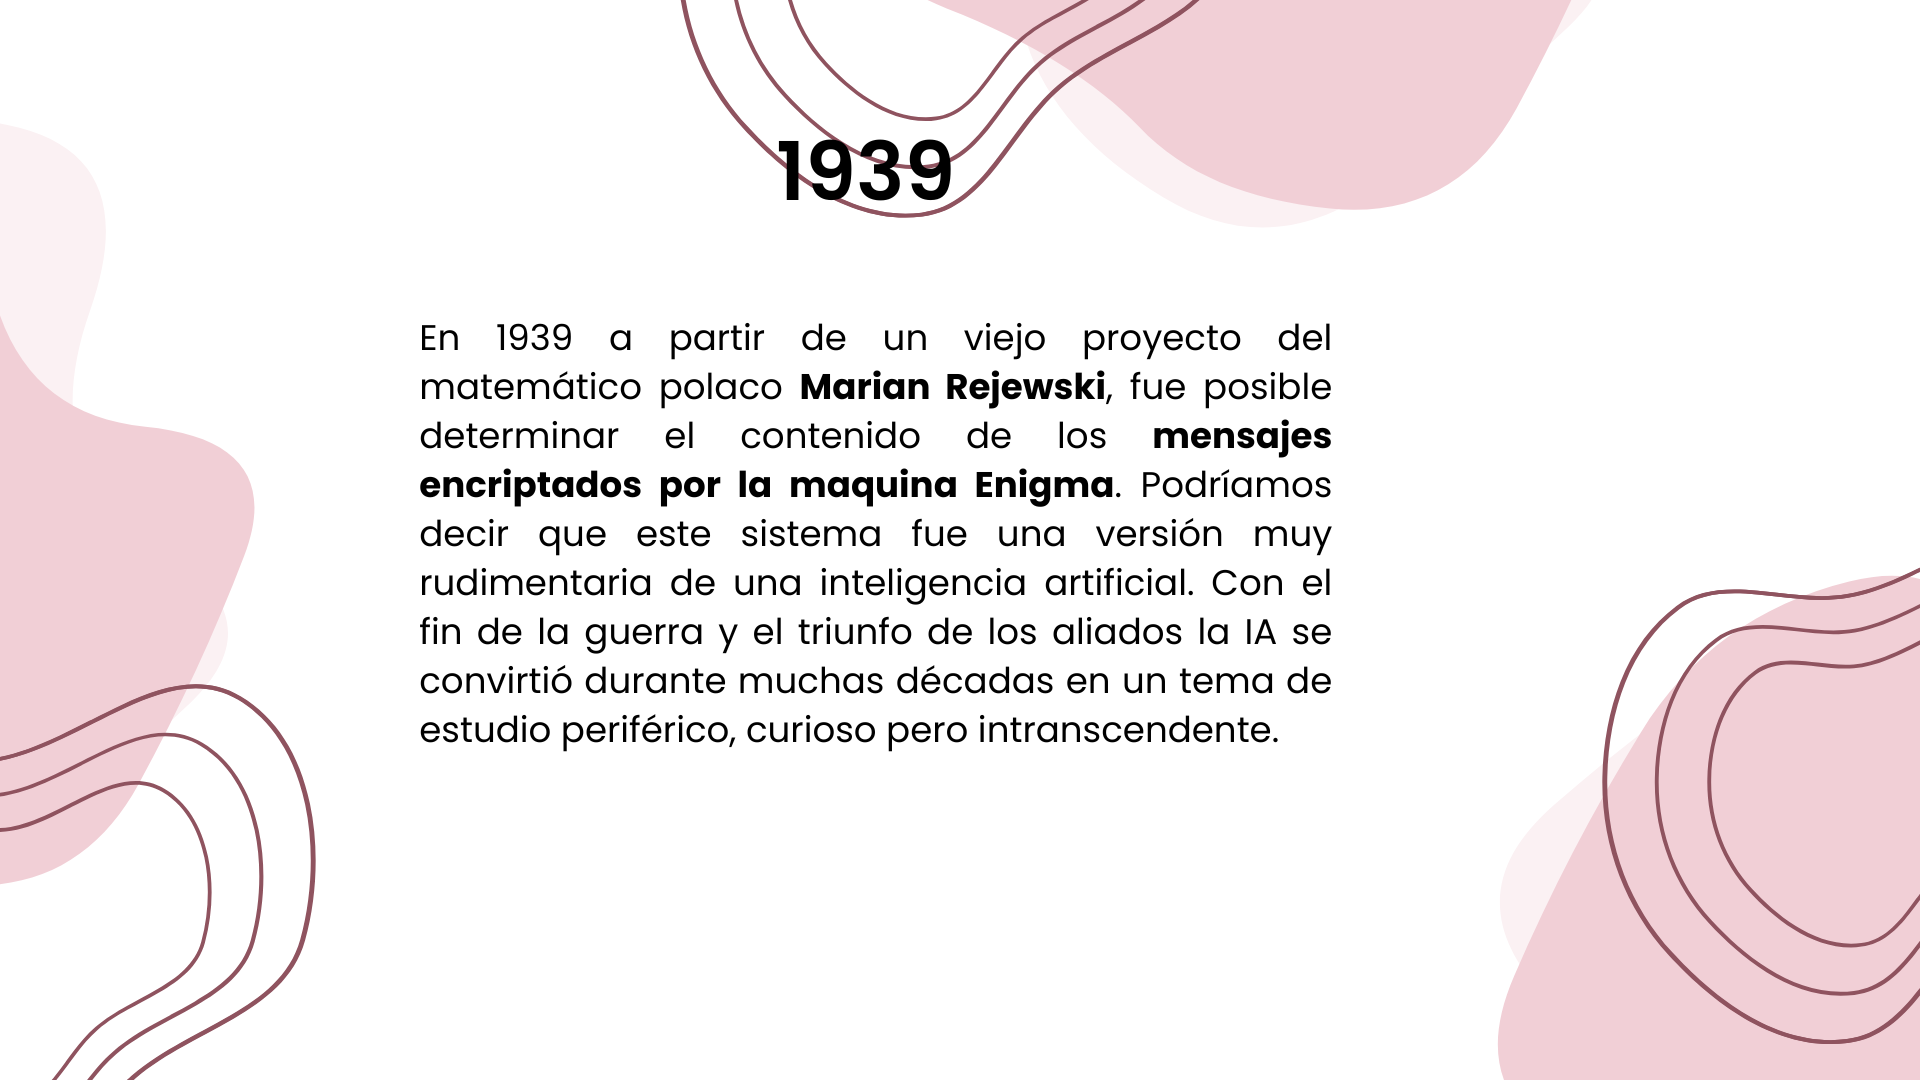 1939
En 1939 a partir de un viejo proyecto del
matemático polaco Marian Rejewski, fue posible
determinar el contenido de los mensajes
encriptados por la maquina Enigma. Podríamos
decir que este sistema fue una versión muy
rudimentaria de una inteligencia artificial. Con el
fin de la guerra y el triunfo de los aliados la IA se
convirtió durante muchas décadas en un tema de
estudio periférico, curioso pero intranscendente.